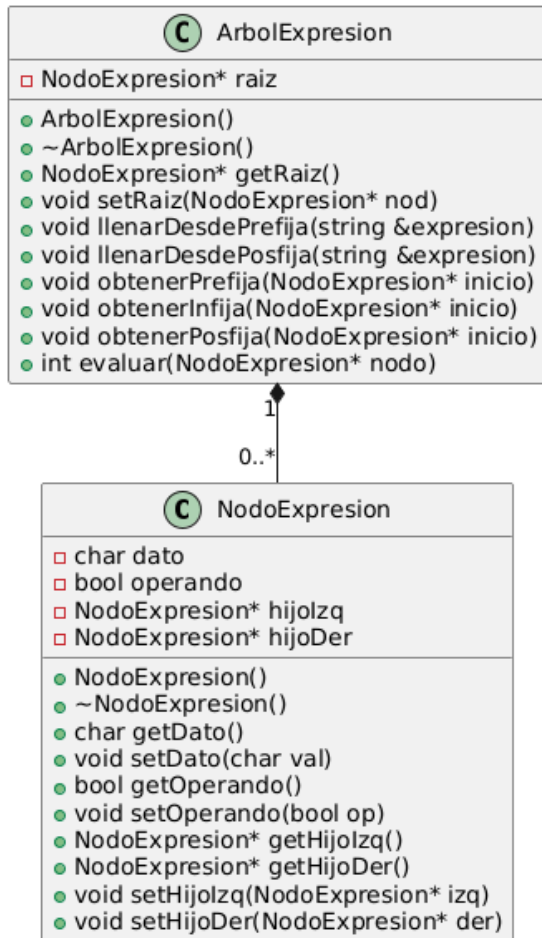 C ArbolExpresion
NodoExpresion* raiz
ArbolExpresion()
~ArbolExpresion()
NodoExpresion* getRaiz()
void setRaiz(NodoExpresion* nod)
void llenarDesdePrefija(string &expresion)
void llenarDesdePosfija(string &expresion)
void obtenerPrefija(NodoExpresion* inicio)
void obtenerInfija(NodoExpresion* inicio)
void obtenerPosfija(NodoExpresion* inicio)
int evaluar(NodoExpresion* nodo)
1
0..*
C NodoExpresion
char dato
bool operando
NodoExpresion* hijoIzq
NodoExpresion* hijoDer
NodoExpresion()
~NodoExpresion()
char getDato()
void setDato(char val)
bool getOperando()
void setOperando(bool op)
NodoExpresion* getHijoIzq()
NodoExpresion* getHijoDer()
void setHijoIzq(NodoExpresion* izq)
void setHijoDer(NodoExpresion* der)